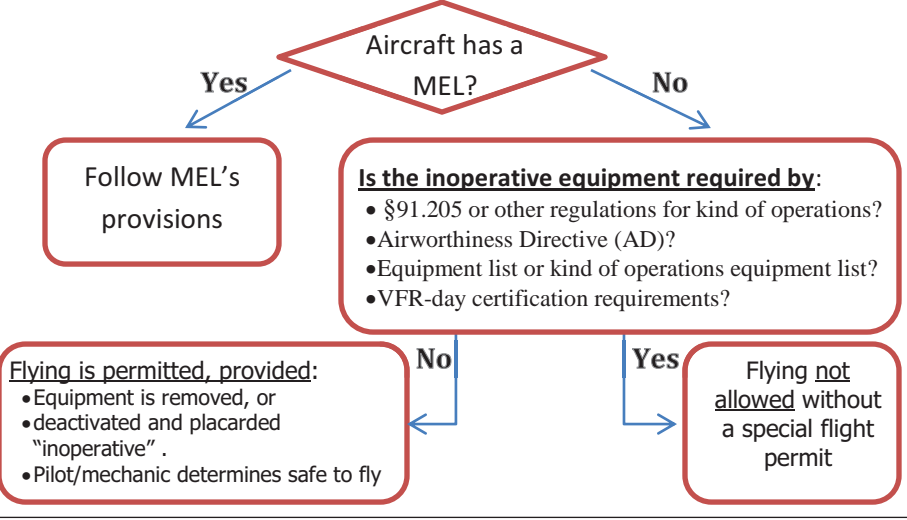 Aircraft has a
MEL?
Yes
No
Follow MEL’s
provisions
Is the inoperative equipment required by:
• §91.205 or other regulations for kind of operations?
•Airworthiness Directive (AD)?
•Equipment list or kind of operations equipment list?
•VFR-day certification requirements?
No
Yes
Flying is permitted, provided:
•Equipment is removed, or
•deactivated and placarded
“inoperative” .
•Pilot/mechanic determines safe to fly
Flying not
allowed without
a special flight
permit